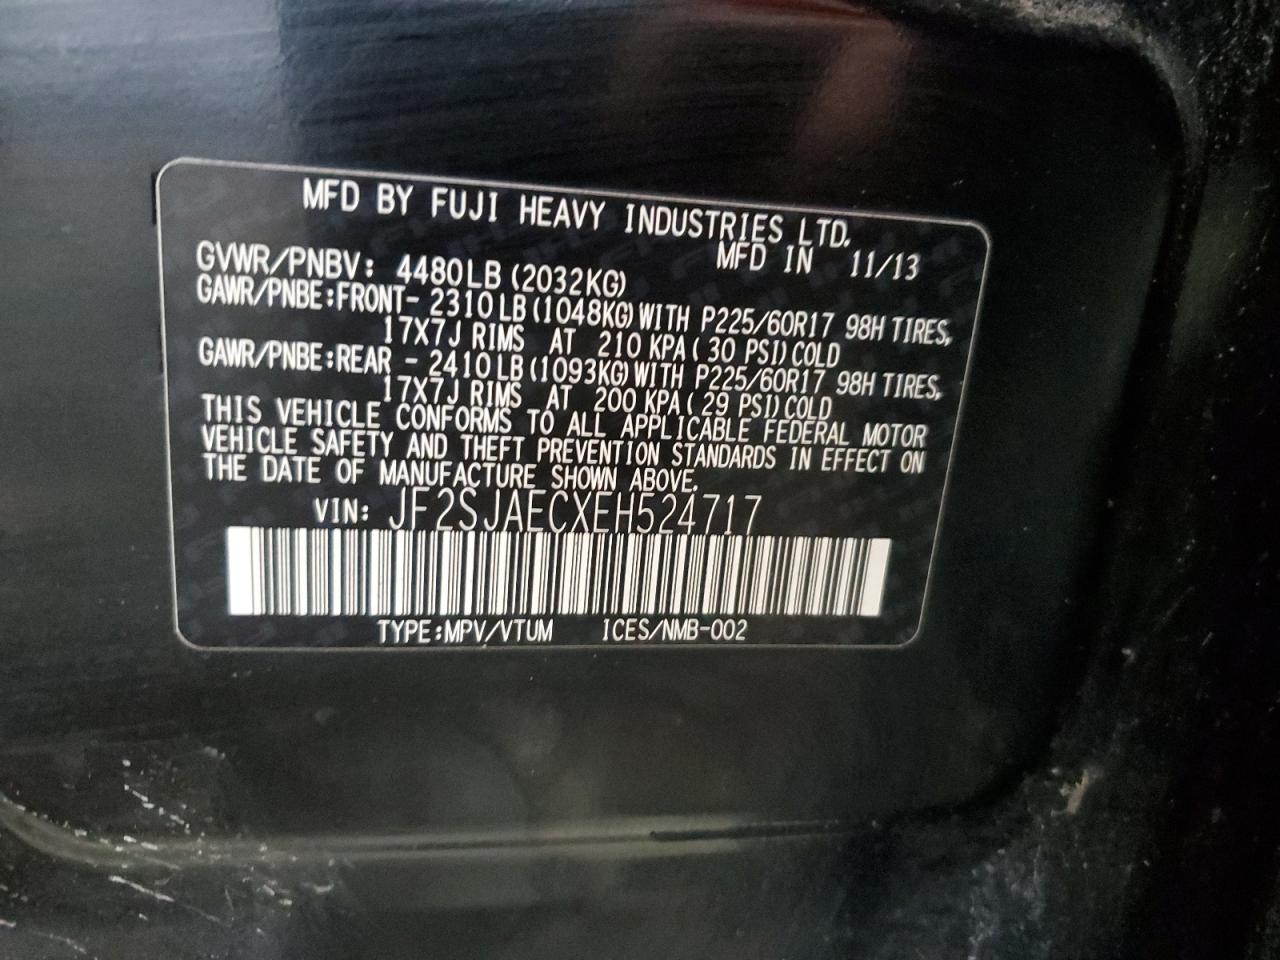 MFD BY FUJI HEAVY INDUSTRIES LTD.
MFD IN 11/13
GVWR/PNBV: 4480LB (2032KG)
GAWR/PNBE:FRONT- 2310LB(1048KG)WITH P225/60R17 98H TIRES,
17X7J RIMS AT 210 KPA( 30 PSI)COLD
GAWR/PNBE:REAR - 2410LB(1093KG)WITH P225/60R17 98H TIRES,
17X7J RIMS AT 200 KPA( 29 PSI)COLD
THIS VEHICLE CONFORMS TO ALL APPLICABLE FEDERAL MOTOR
VEHICLE SAFETY AND THEFT PREVENTION STANDARDS IN EFFECT ON
THE DATE OF MANUFACTURE SHOWN ABOVE.
VIN: JF2SJAECXEH524717
TYPE:MPV/VTUM ICES/NMB-002